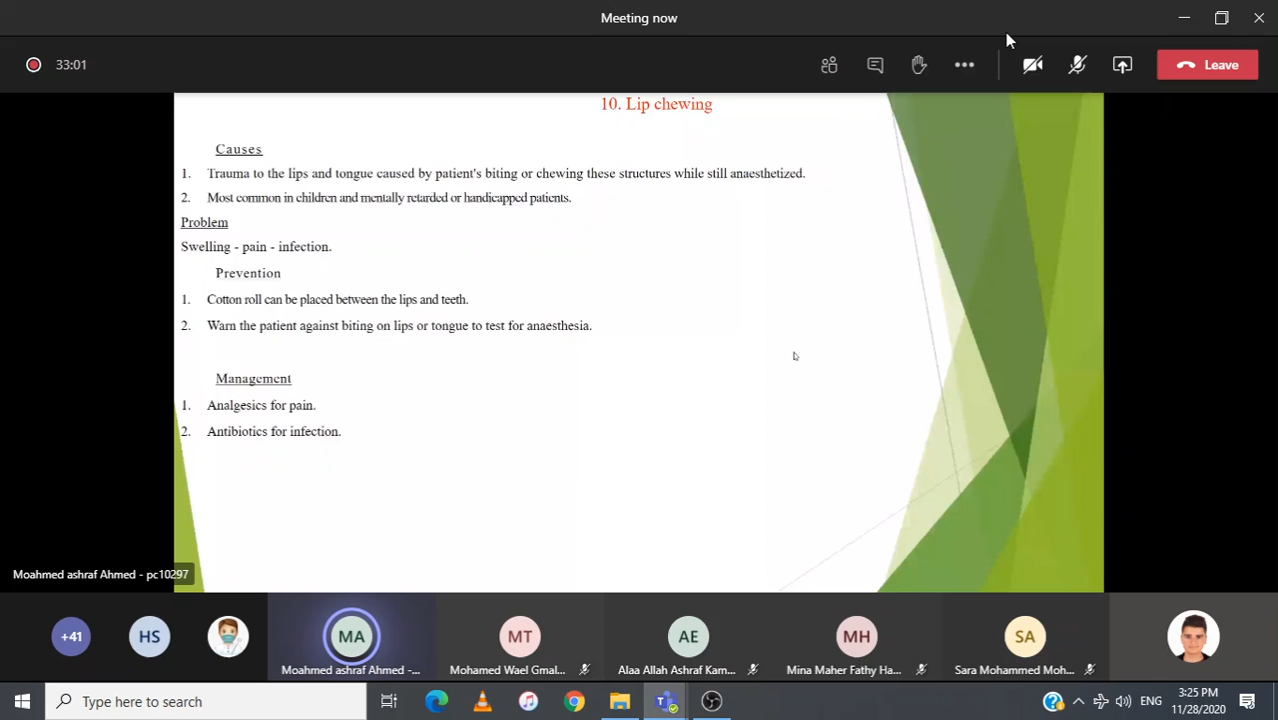 Meeting now
33:01
Leave
10. Lip chewing
Causes
1. Trauma to the lips and tongue caused by patient's biting or chewing these structures while still anaesthetized.
2. Most common in children and mentally retarded or handicapped patients.
Problem
Swelling - pain - infection.
Prevention
1. Cotton roll can be placed between the lips and teeth.
2. Warn the patient against biting on lips or tongue to test for anaesthesia.
Management
1. Analgesics for pain.
2. Antibiotics for infection.
Moahmed ashraf Ahmed - pc10297
+41 HS MA MT AE MH SA
Moahmed ashraf Ahmed -... Mohamed Wael Gmal... Alaa Allah Ashraf Kam... Mina Maher Fathy Ha... Sara Mohammed Moh...
Type here to search
ENG
3:25 PM
11/28/2020